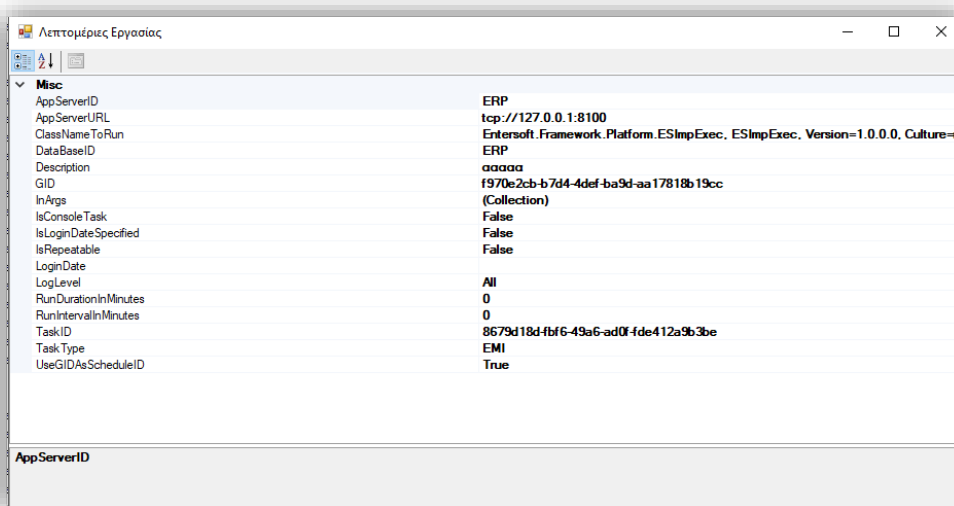 Λεπτομέριες Εργασίας
Misc
AppServerID ERP
AppServerURL tcp://127.0.0.1:8100
ClassNameToRun Entersoft.Framework.Platform.ESImpExec, ESImpExec, Version=1.0.0.0, Culture=
DataBaseID ERP
Description ααααα
GID f970e2cb-b7d4-4def-ba9d-aa17818b19cc
InArgs (Collection)
IsConsoleTask False
IsLoginDateSpecified False
IsRepeatable False
LoginDate
LogLevel All
RunDurationInMinutes 0
RunIntervalInMinutes 0
TaskID 8679d18d-fbf6-49a6-ad0f-fde412a9b3be
TaskType EMI
UseGIDAsScheduleID True
AppServerID